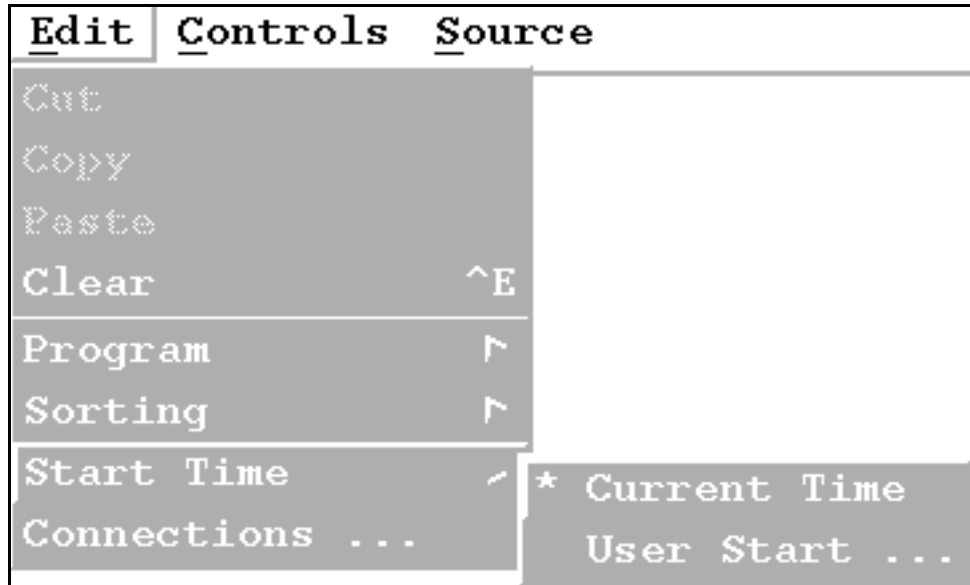 Edit Controls Source
Cut
Copy
Paste
Clear ^E
Program
Sorting
Start Time
* Current Time
Connections ...
User Start ...